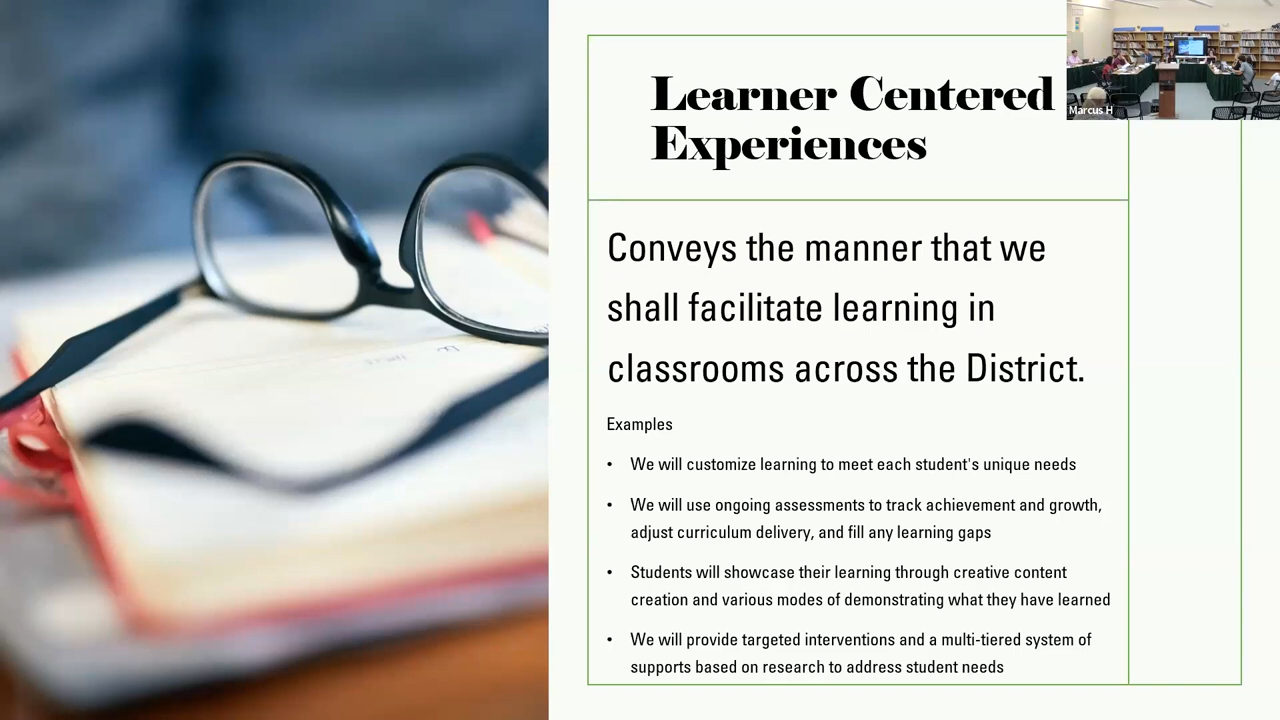 Learner Centered
Experiences
Marcus H
Conveys the manner that we
shall facilitate learning in
classrooms across the District.
Examples
• We will customize learning to meet each student's unique needs
• We will use ongoing assessments to track achievement and growth,
adjust curriculum delivery, and fill any learning gaps
• Students will showcase their learning through creative content
creation and various modes of demonstrating what they have learned
• We will provide targeted interventions and a multi-tiered system of
supports based on research to address student needs